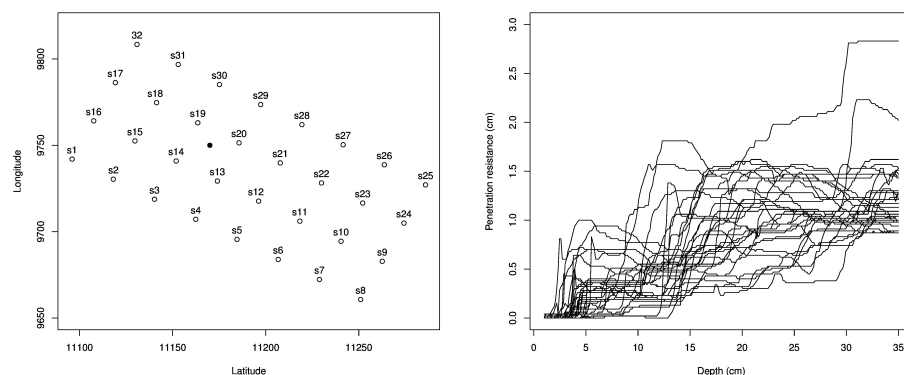 9800
9750
9700
9650
Longitude
32
s31
s17
s30
s18
s29
s16
s19
s28
s15
s20
s27
s1
s14
s21
s26
s2
s13
s22
s25
s3
s12
s23
s4
s11
s24
s5
s10
s6
s9
s7
s8
11100 11150 11200 11250
Latitude
3.0
2.5
2.0
1.5
1.0
0.5
0.0
Penetration resistance (cm)
0 5 10 15 20 25 30 35
Depth (cm)